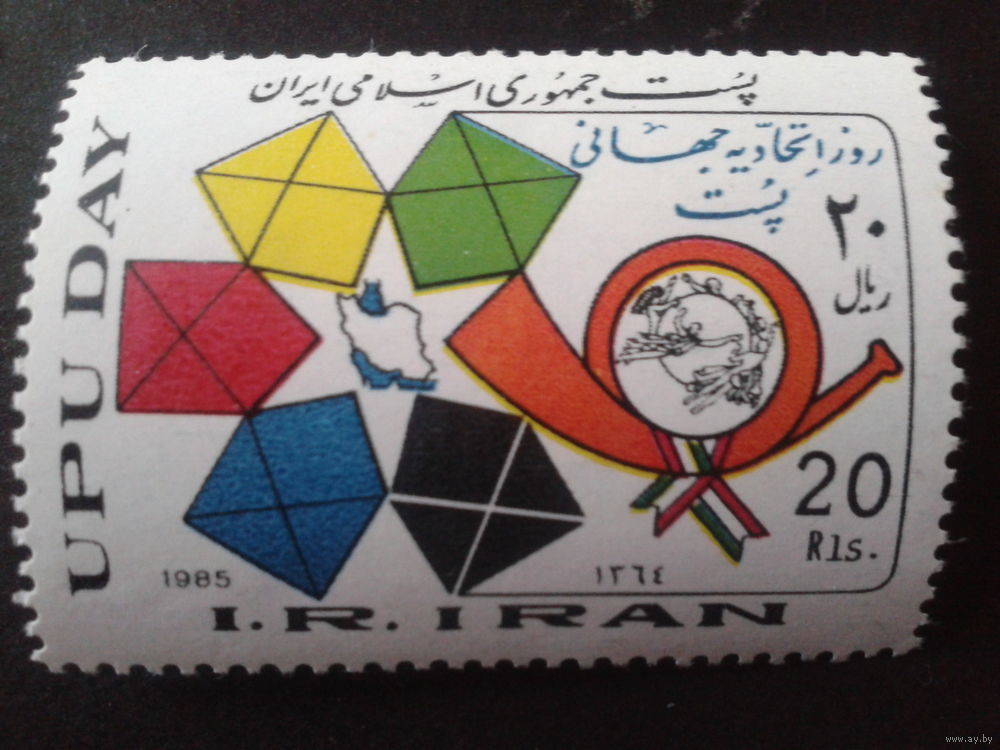 پست جمهوری اسلامی ایران
روز اتحادیه جهانی
پست
۲۰
ریال
UPU DAY
20
Rls.
1985
١٣٦٤
I.R. IRAN
www.ay.by